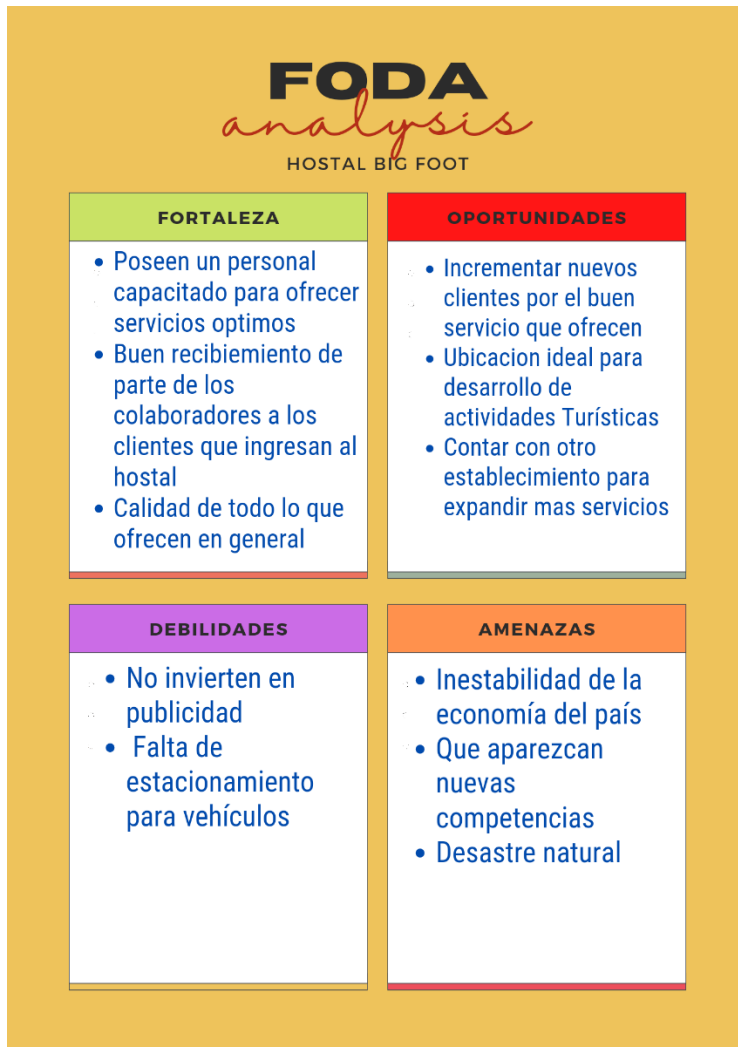 FODA
analysis
HOSTAL BIG FOOT
FORTALEZA
• Poseen un personal
capacitado para ofrecer
servicios optimos
• Buen recibiemiento de
parte de los
colaboradores a los
clientes que ingresan al
hostal
• Calidad de todo lo que
ofrecen en general
OPORTUNIDADES
• Incrementar nuevos
clientes por el buen
servicio que ofrecen
• Ubicacion ideal para
desarrollo de
actividades Turísticas
• Contar con otro
establecimiento para
expandir mas servicios
DEBILIDADES
• No invierten en
publicidad
• Falta de
estacionamiento
para vehículos
AMENAZAS
• Inestabilidad de la
economía del país
• Que aparezcan
nuevas
competencias
• Desastre natural